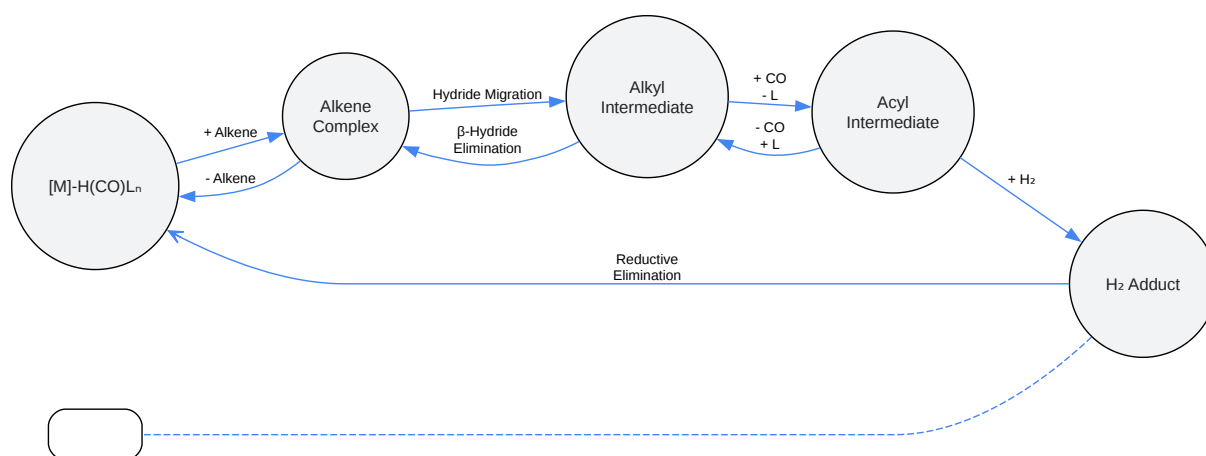 [M]-H(CO)Lₙ
+ Alkene
- Alkene
Alkene
Complex
Hydride Migration
β-Hydride
Elimination
Alkyl
Intermediate
+ CO
- L
- CO
+ L
Acyl
Intermediate
+ H₂
H₂ Adduct
Reductive
Elimination